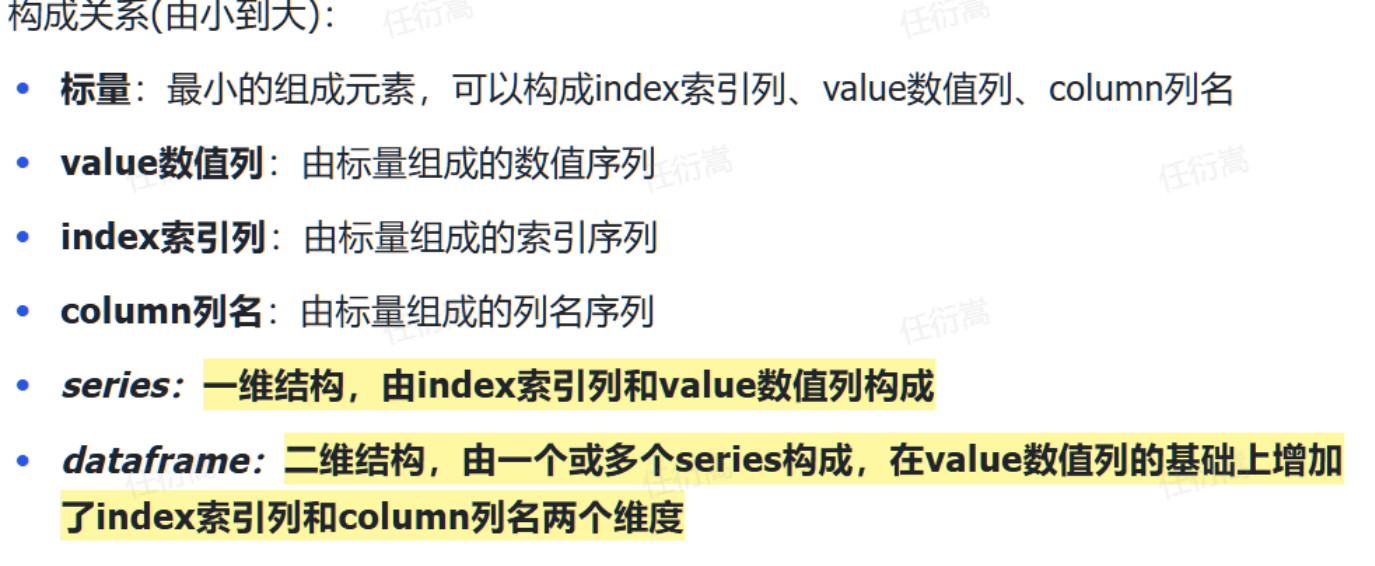 构成关系(由小到大)：
标量：最小的组成元素，可以构成index索引列、value数值列、column列名
value数值列：由标量组成的数值序列
index索引列：由标量组成的索引序列
column列名：由标量组成的列名序列
series：一维结构，由index索引列和value数值列构成
dataframe：二维结构，由一个或多个series构成，在value数值列的基础上增加
了index索引列和column列名两个维度
任衍嵩
任衍嵩
任衍嵩
任衍嵩
任衍嵩
任衍嵩
任衍嵩
任衍嵩
任衍嵩
任衍嵩